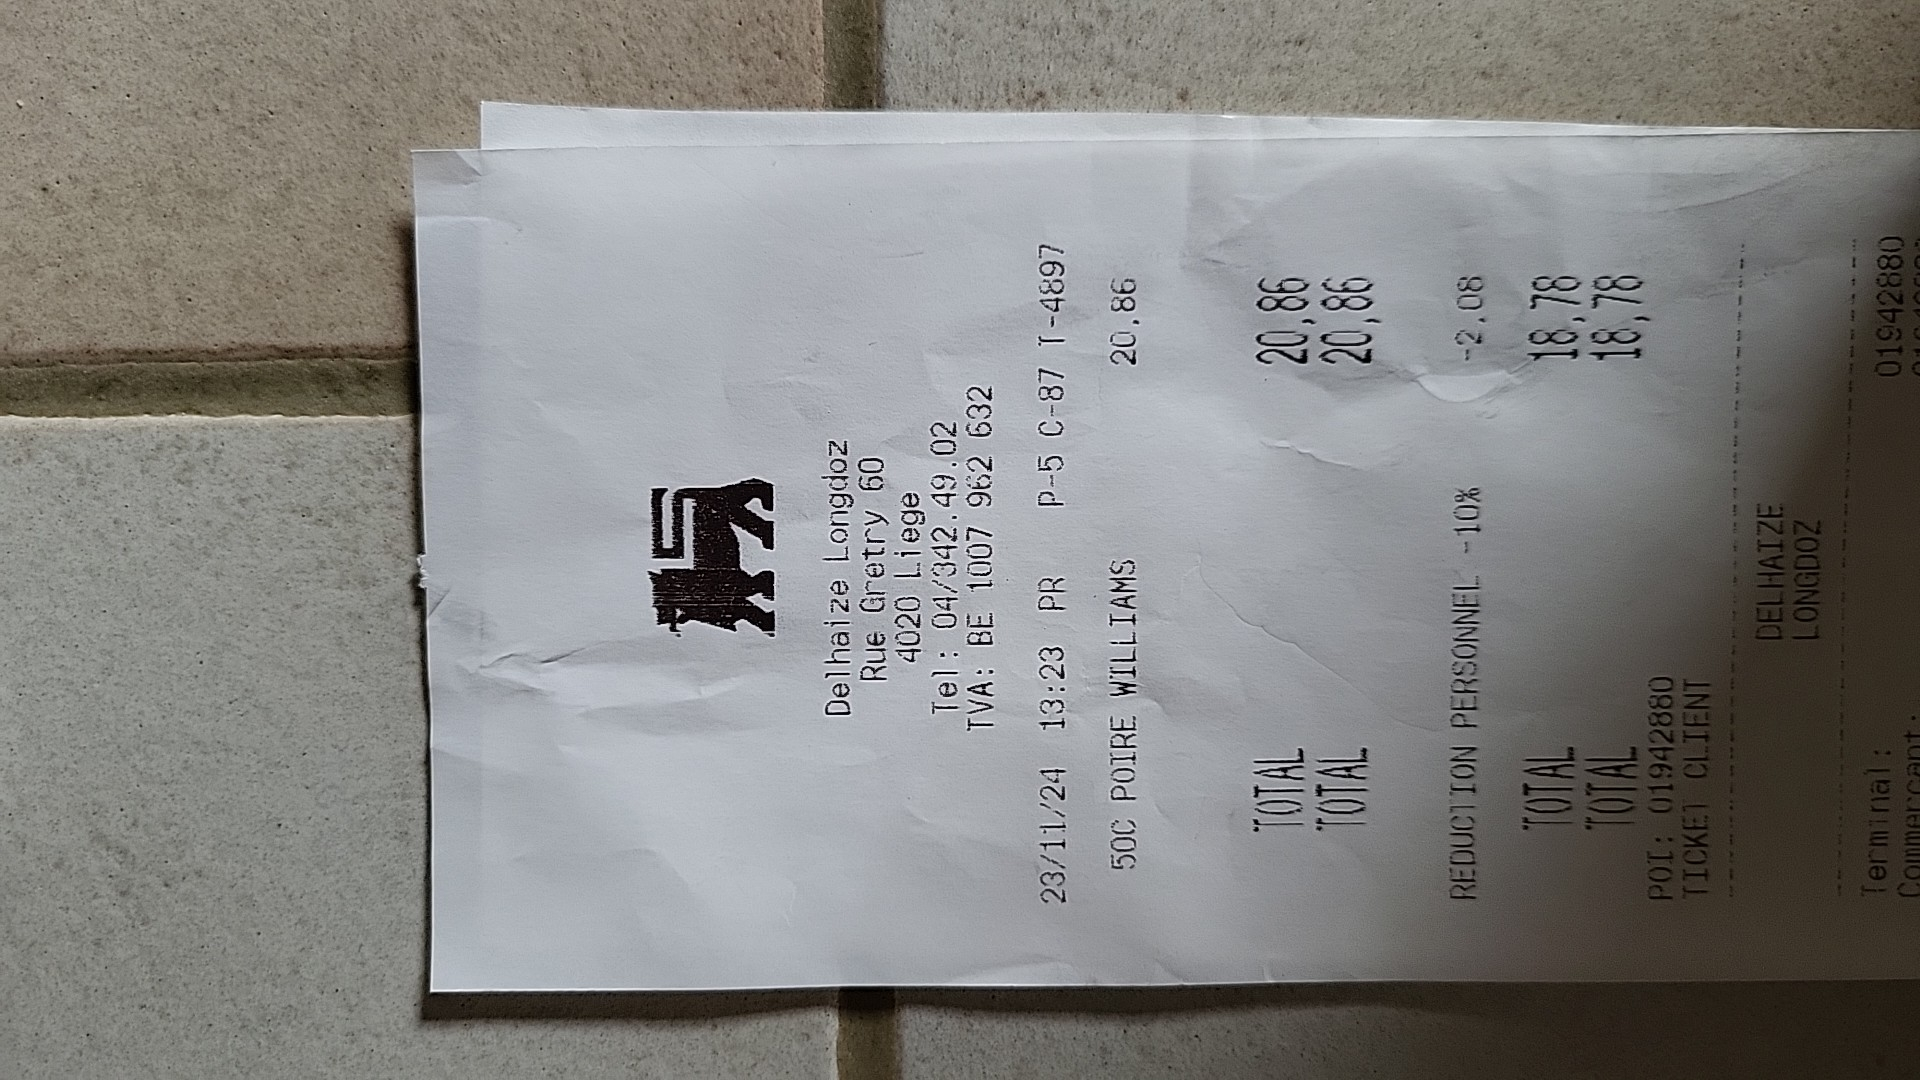 Delhaize Longdoz
Rue Gretry 60
4020 Liege
Tel: 04/342.49.02
TVA: BE 1007 962 632
23/11/24 13:23 PR P-5 C-87 T-4897
50C POIRE WILLIAMS 20,86
TOTAL 20,86
TOTAL 20,86
REDUCTION PERSONNEL -10% -2,08
TOTAL 18,78
TOTAL 18,78
POI: 01942880
TICKET CLIENT
DELHAIZE
LONGDOZ
Terminal: 01942880
Commercant: